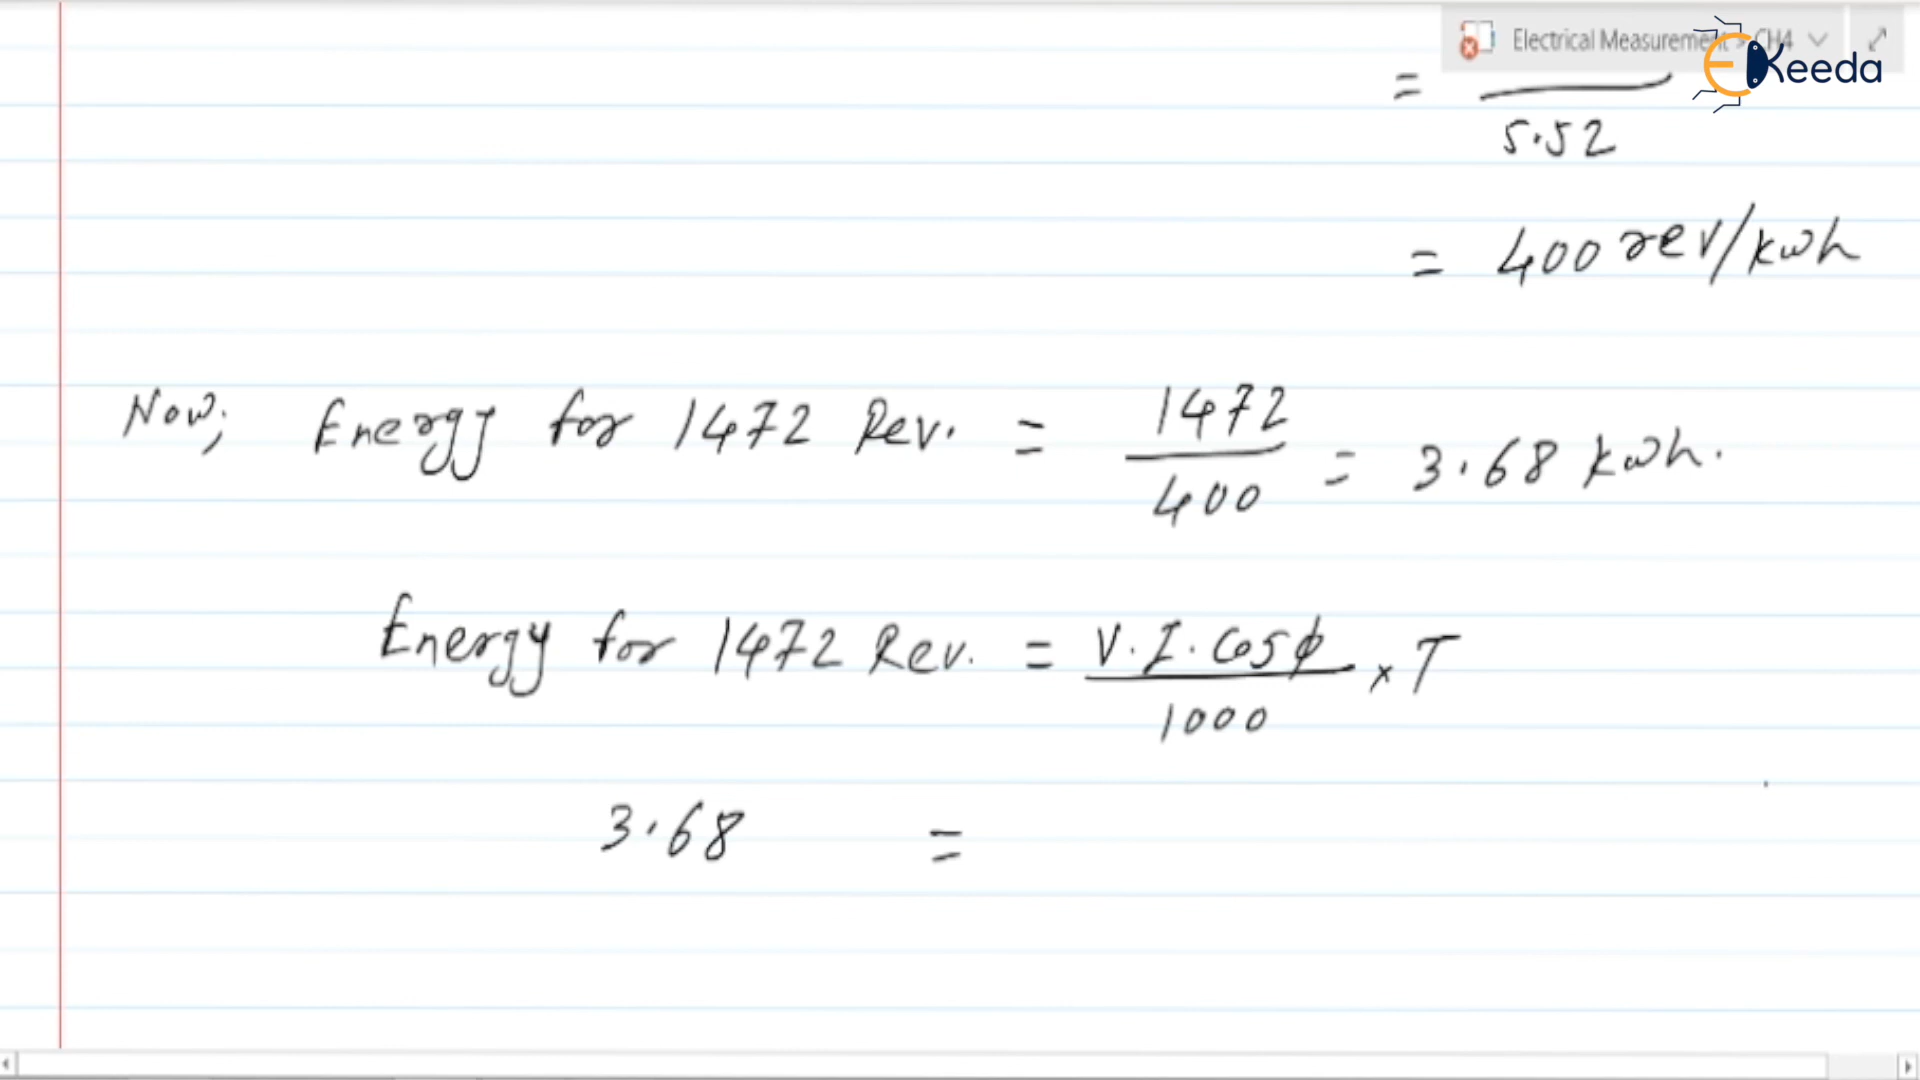 Electrical Measurement > CH4
EKeeda
= ―
5.52
= 400 rev/kwh
Now; Energy for 1472 Rev. = 1472 / 400 = 3.68 kwh.
Energy for 1472 Rev. = V.I.Cosϕ / 1000 × T
3.68 =